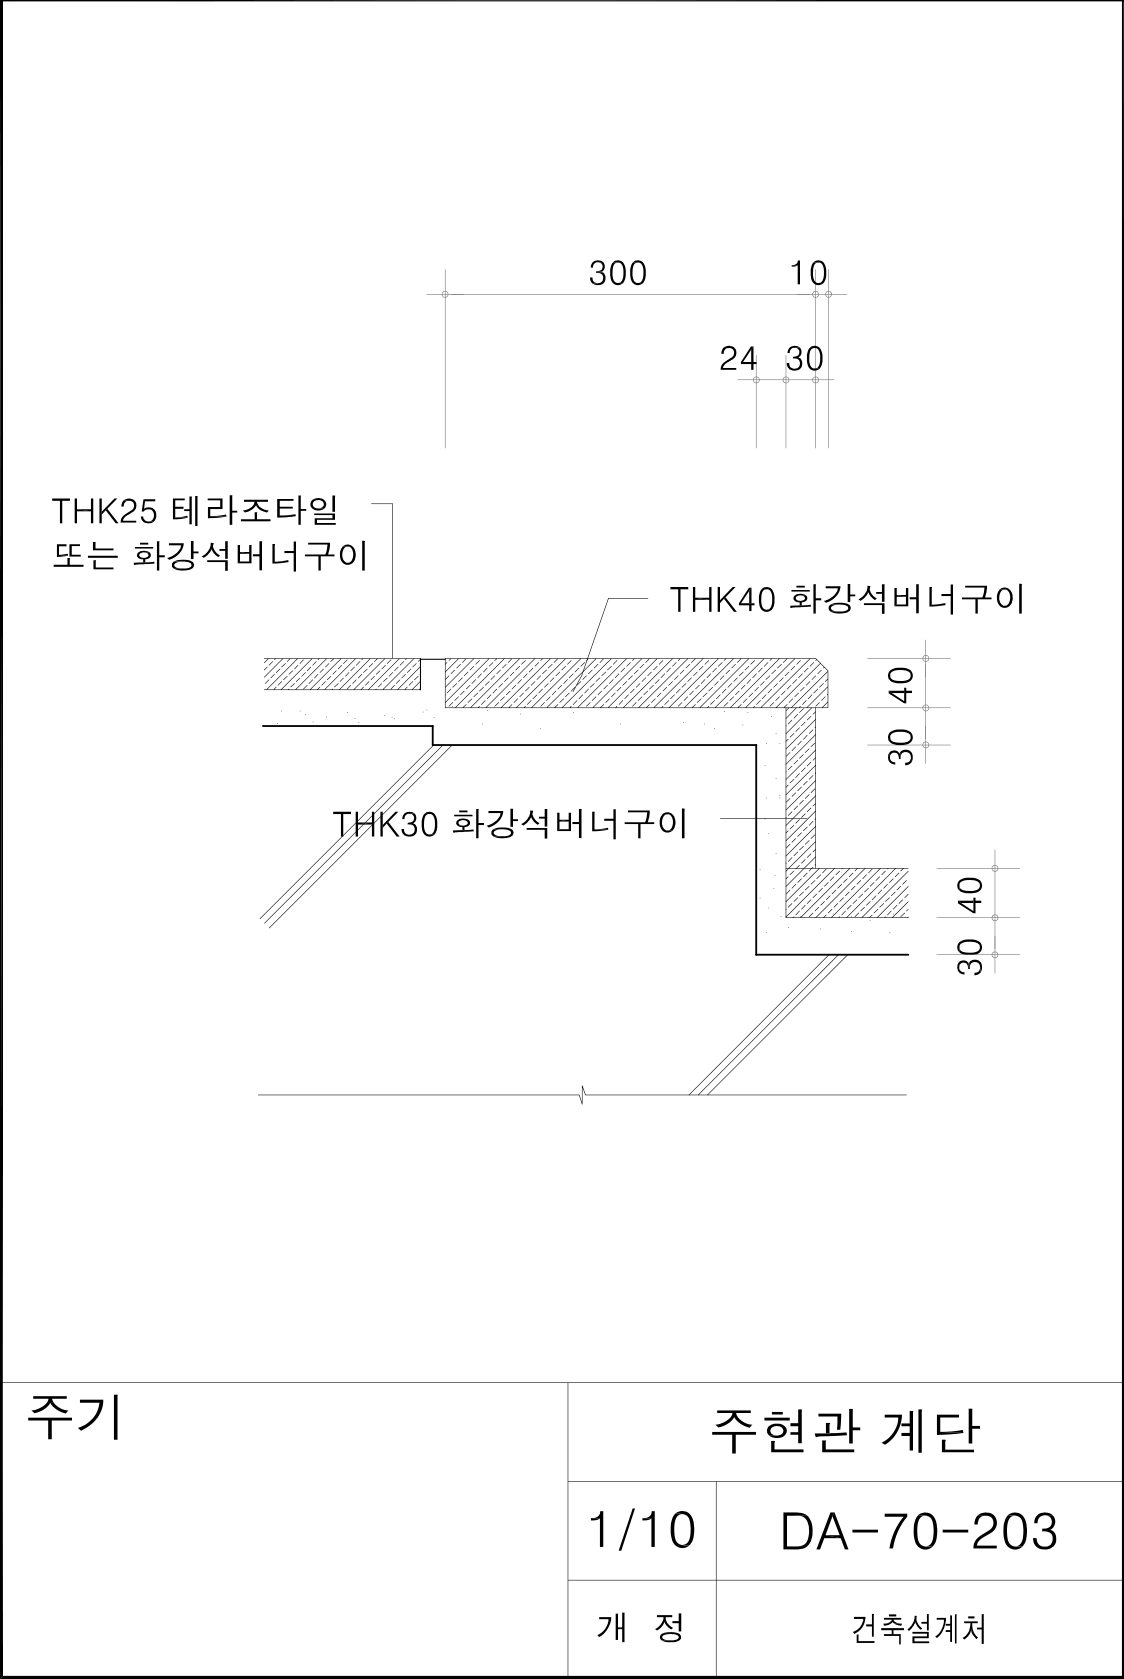 300 10
24 30
THK25 테라조타일
또는 화강석버너구이
THK40 화강석버너구이
40
30
THK30 화강석버너구이
40
30
주기
주현관 계단
1/10 DA-70-203
개 정 건축설계처